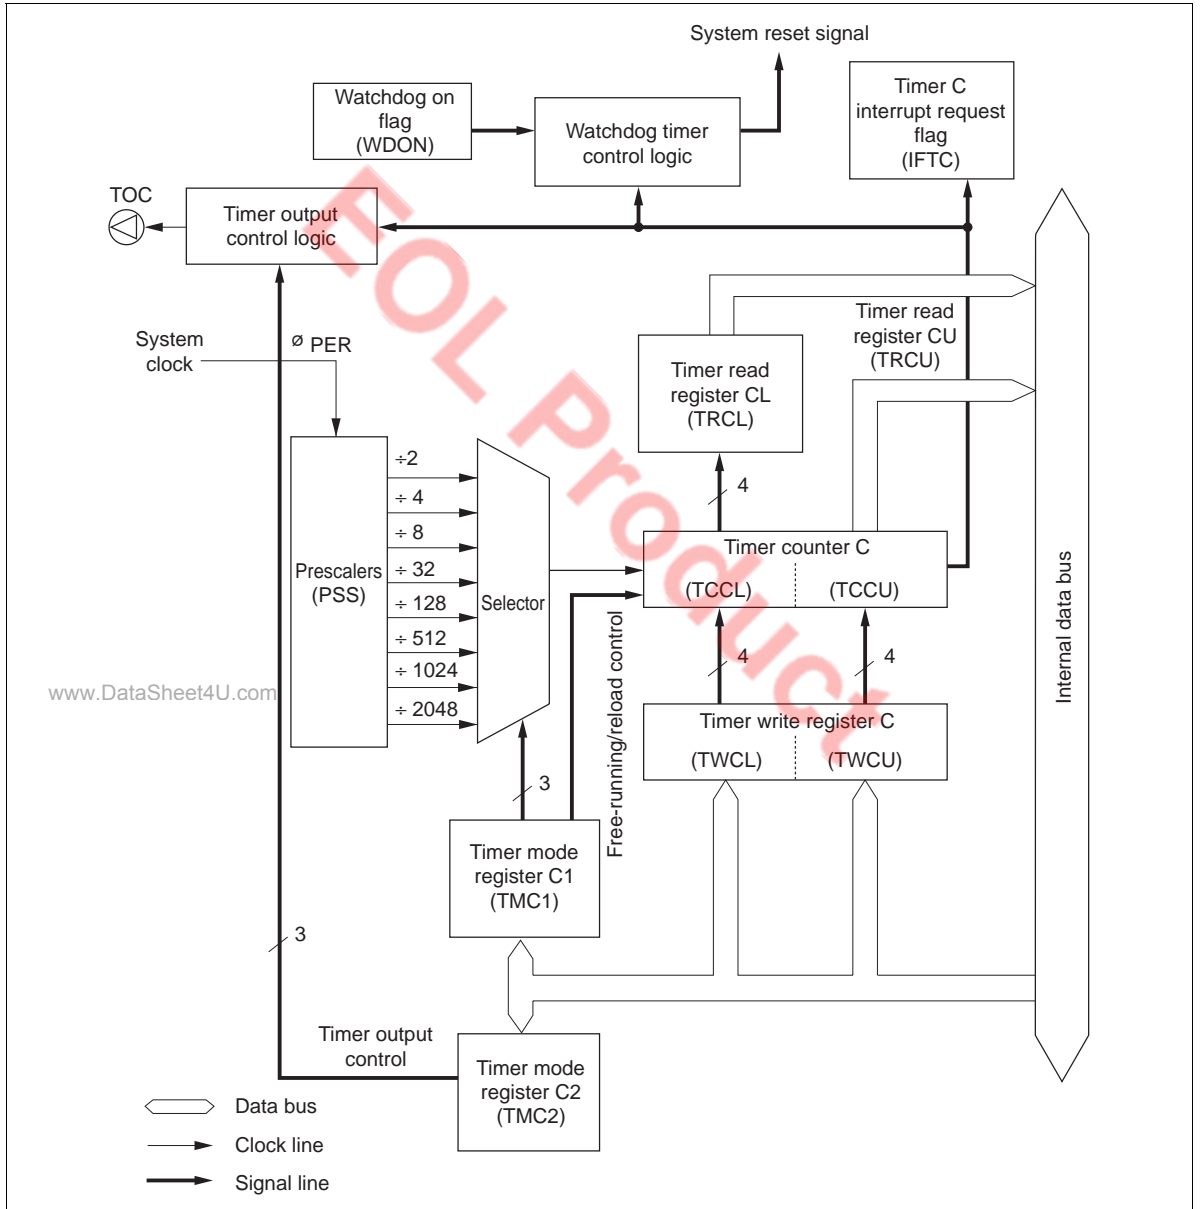 System reset signal
Watchdog on
flag
(WDON)
Watchdog timer
control logic
Timer C
interrupt request
flag
(IFTC)
TOC
Timer output
control logic
System
clock
ø PER
Timer read
register CU
(TRCU)
Timer read
register CL
(TRCL)
Prescalers
(PSS)
÷2
÷ 4
÷ 8
÷ 32
÷ 128
÷ 512
÷ 1024
÷ 2048
Selector
4
Timer counter C
(TCCL)
(TCCU)
Free-running/reload control
4
4
Timer write register C
(TWCL)
(TWCU)
Internal data bus
3
Timer mode
register C1
(TMC1)
3
Timer output
control
Timer mode
register C2
(TMC2)
Data bus
Clock line
Signal line
EOL Product
www.DataSheet4U.com